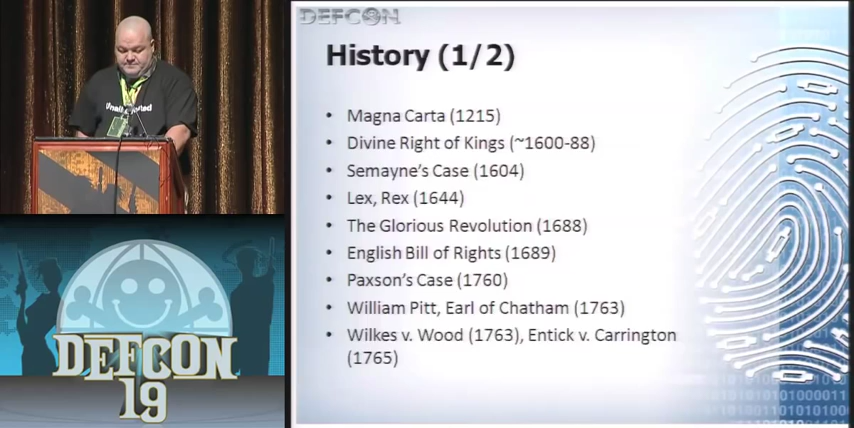 DEFCON
History (1/2)
• Magna Carta (1215)
• Divine Right of Kings (~1600-88)
• Semayne's Case (1604)
• Lex, Rex (1644)
• The Glorious Revolution (1688)
• English Bill of Rights (1689)
• Paxson's Case (1760)
• William Pitt, Earl of Chatham (1763)
• Wilkes v. Wood (1763), Entick v. Carrington
(1765)
DEFCON
19